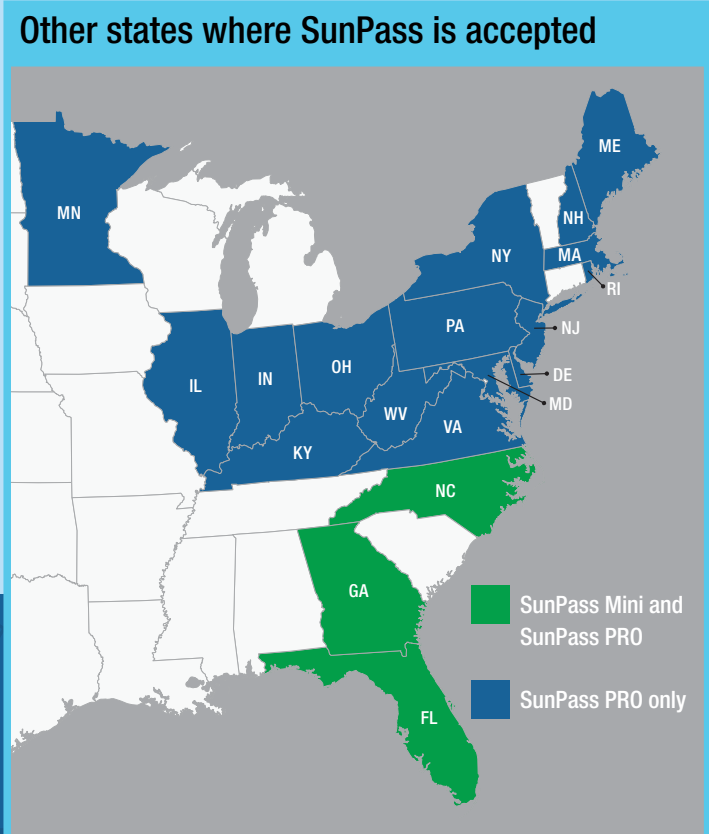 Other states where SunPass is accepted
ME
MN
NH
NY
MA
RI
PA
NJ
OH
IN
IL
DE
MD
WV
VA
KY
NC
GA
SunPass Mini and
SunPass PRO
SunPass PRO only
FL